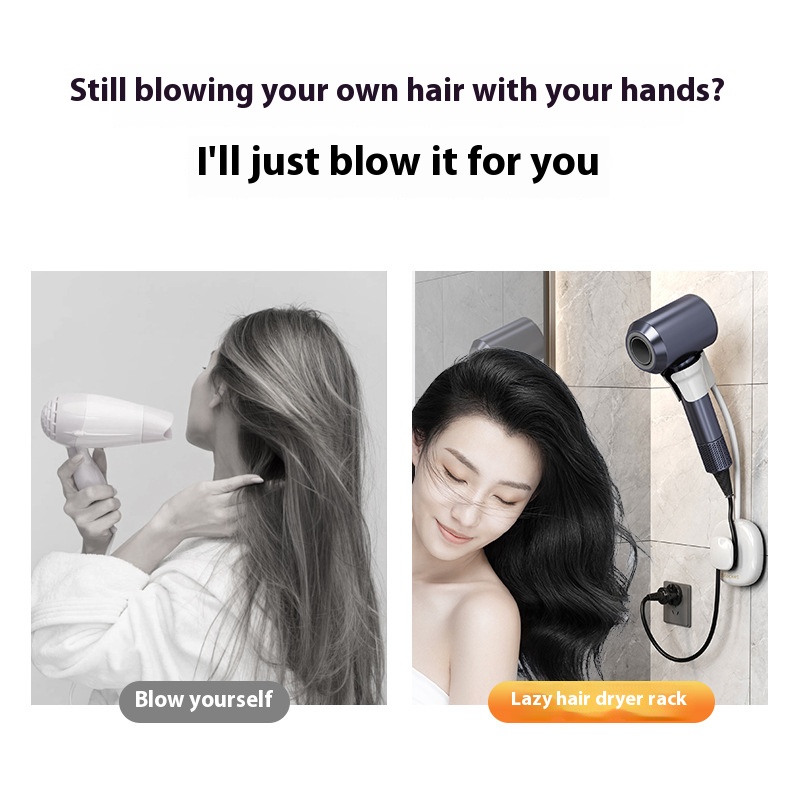 Still blowing your own hair with your hands?
I'll just blow it for you
Blow yourself
Lazy hair dryer rack